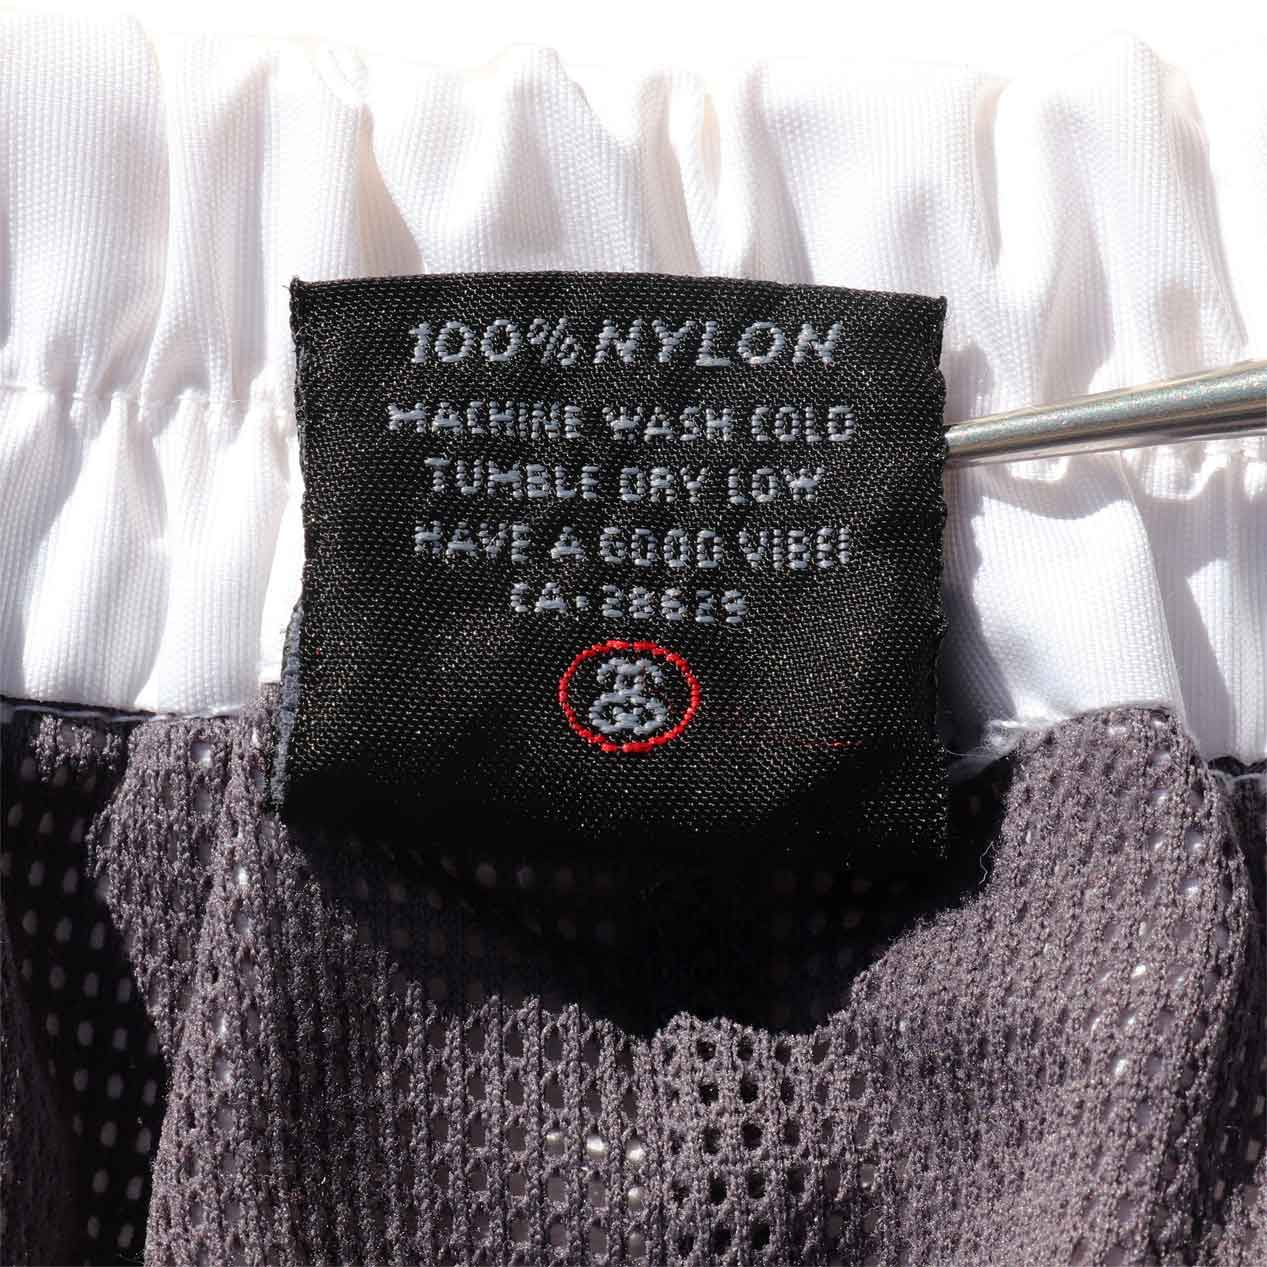 100% NYLON
MACHINE WASH COLD
TUMBLE DRY LOW
HAVE A GOOD VIBE!
CA-28629